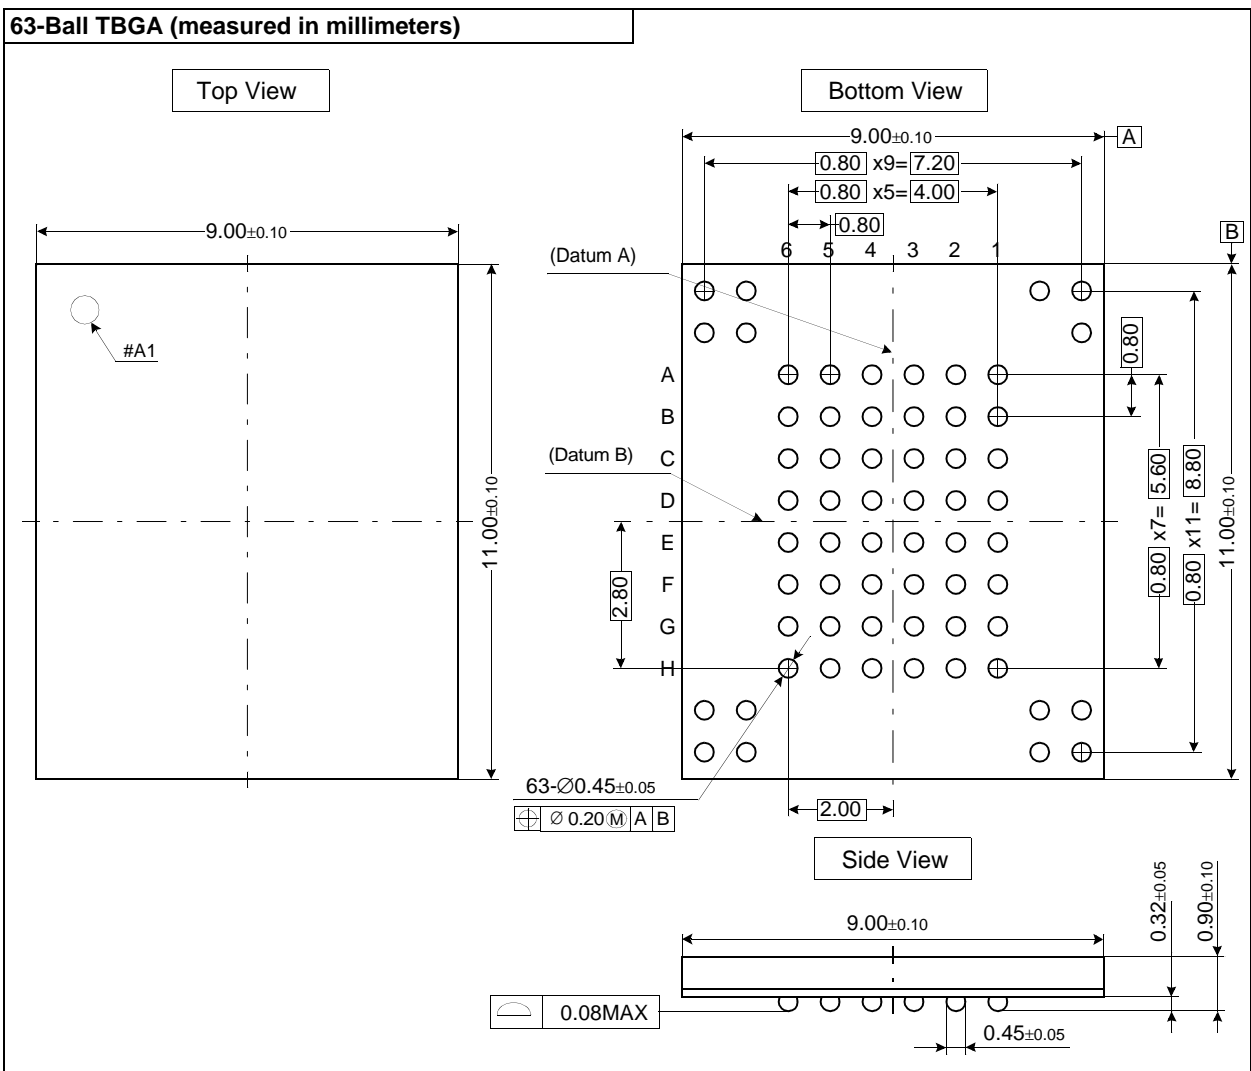 63-Ball TBGA (measured in millimeters)
Top View
Bottom View
9.00±0.10
A
0.80 x9= 7.20
0.80 x5= 4.00
0.80
B
6 5 4 3 2 1
9.00±0.10
(Datum A)
#A1
0.80
A
B
(Datum B)
C
D
E
F
G
H
11.00±0.10
2.80
0.80 x7= 5.60
0.80 x11= 8.80
11.00±0.10
63-∅0.45±0.05
⌖ ∅ 0.20 Ⓜ A B
2.00
Side View
9.00±0.10
0.32±0.05
0.90±0.10
⌓ 0.08MAX
0.45±0.05